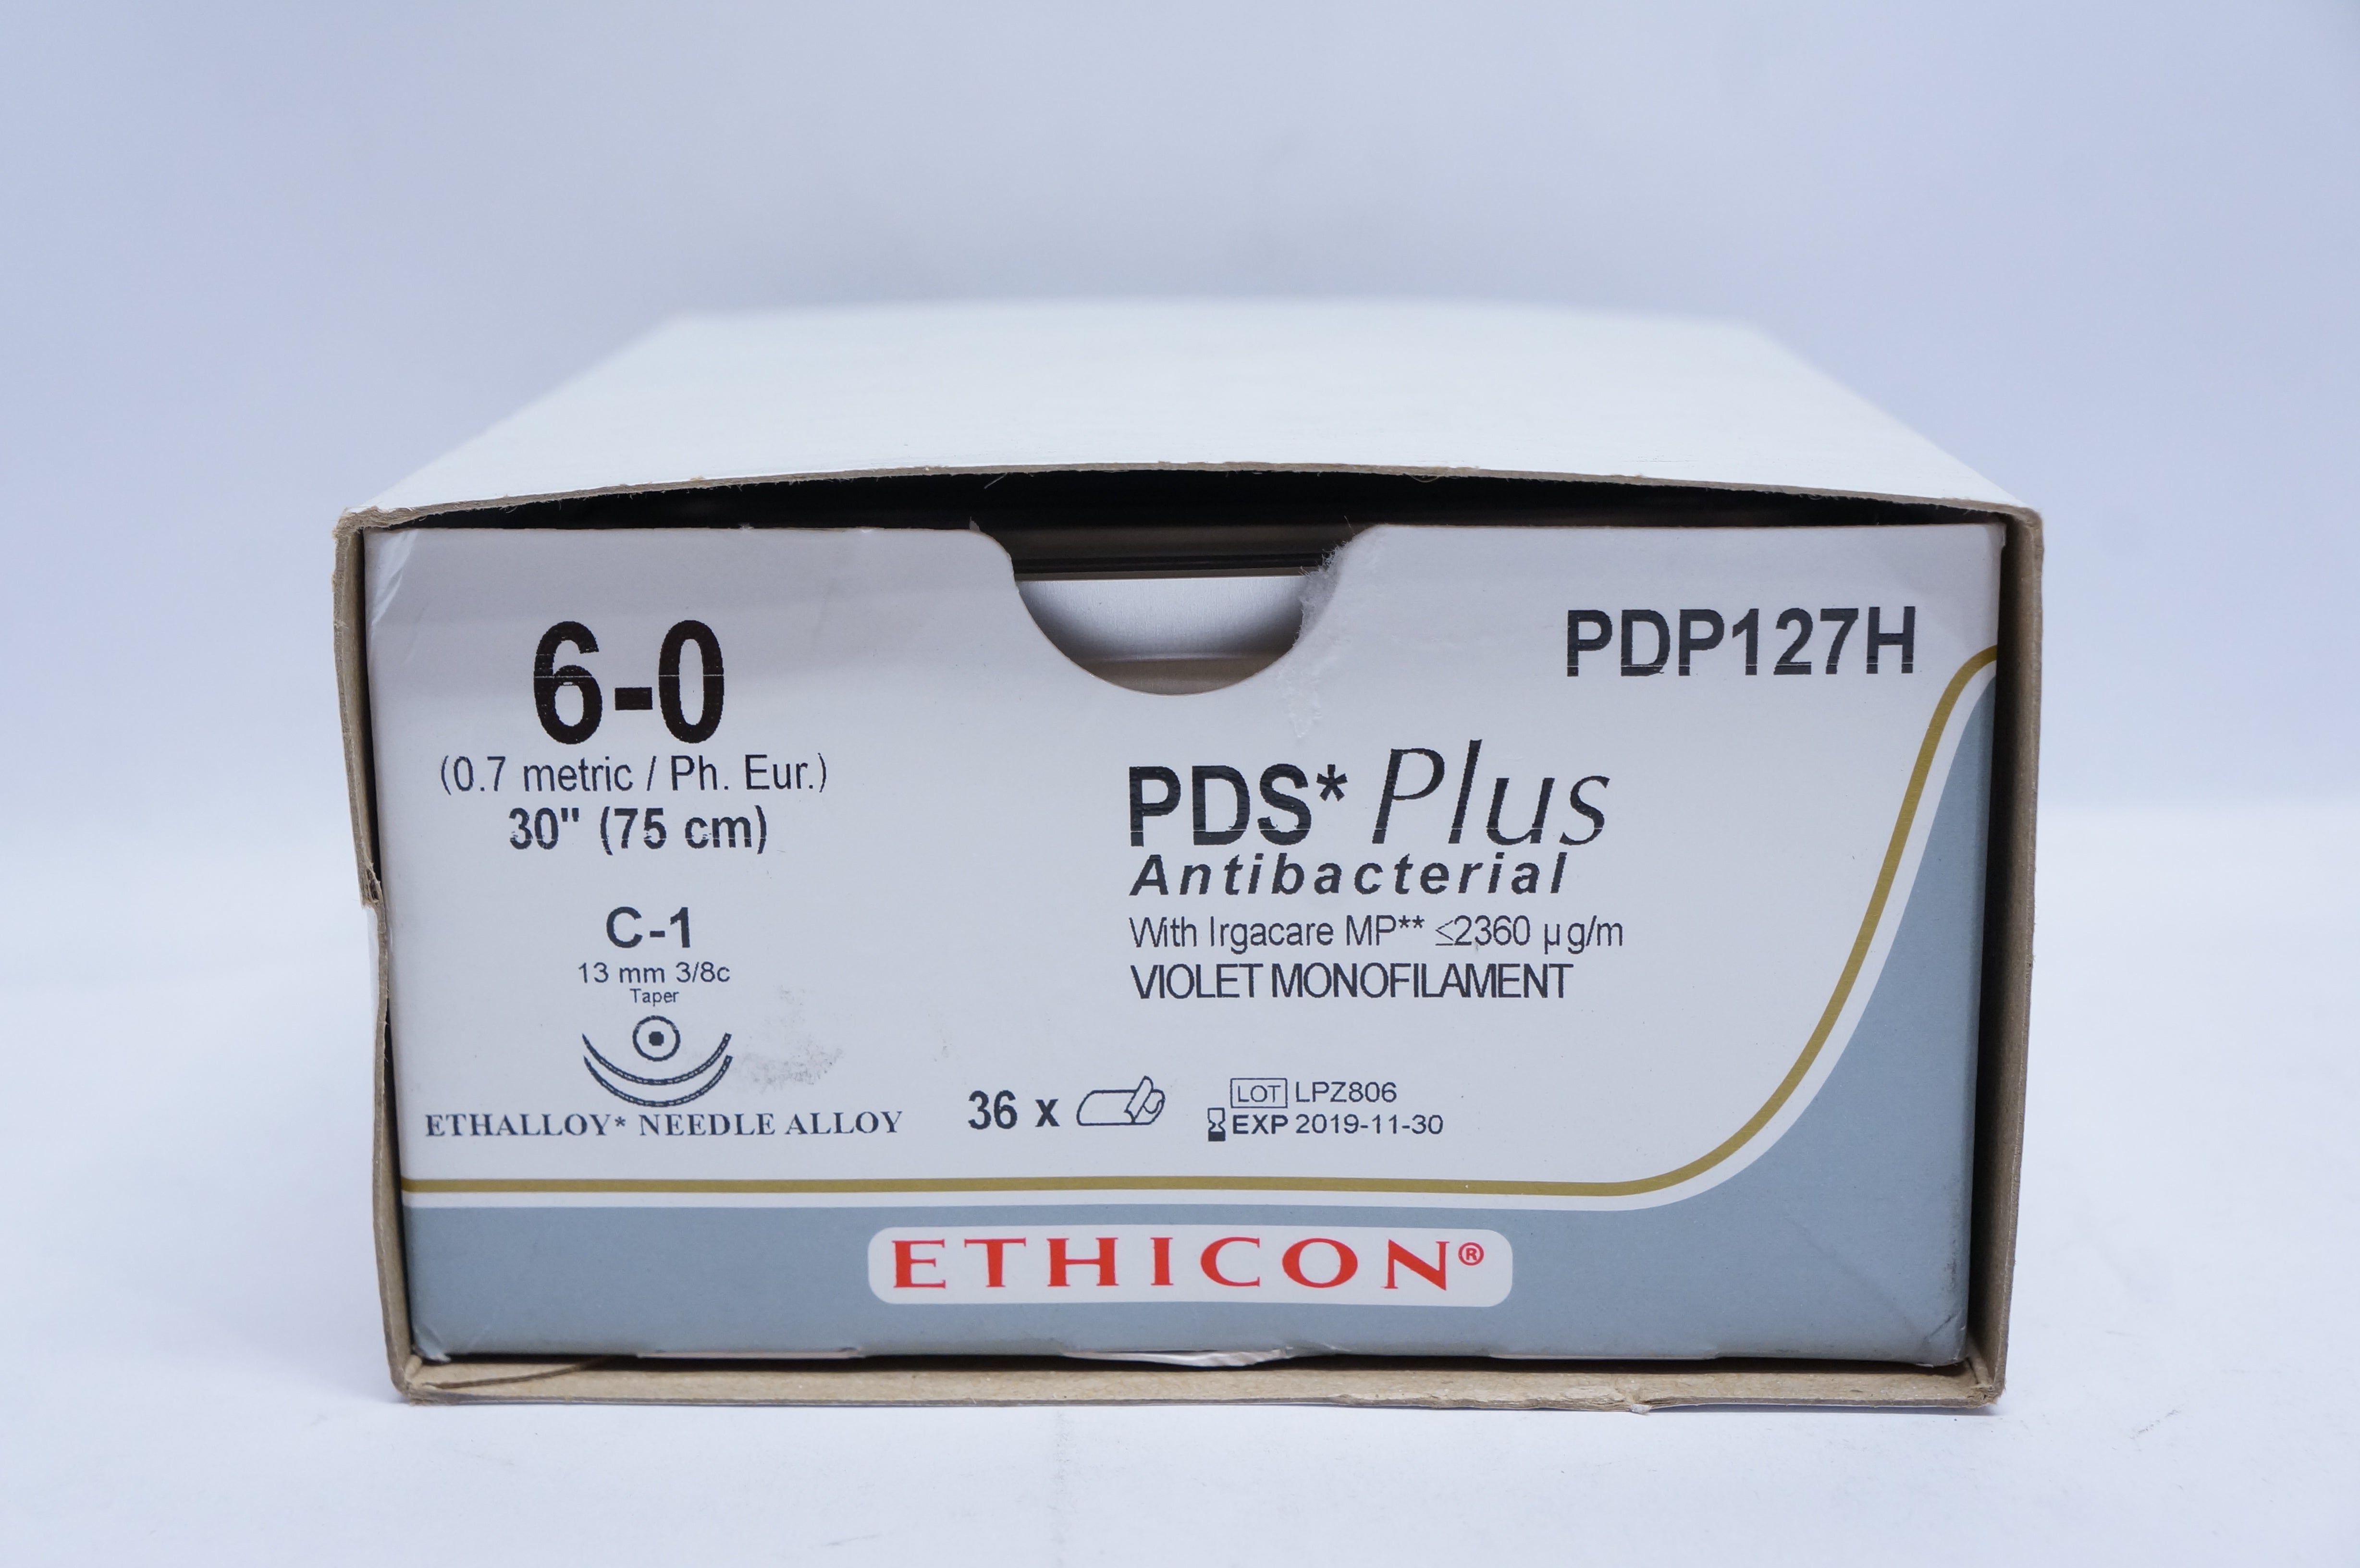 6-0
(0.7 metric / Ph. Eur.)
30" (75 cm)
C-1
13 mm 3/8c
Taper
ETHALLOY* NEEDLE ALLOY
PDP127H
PDS* Plus
Antibacterial
With Irgacare MP** ≤2360 µg/m
VIOLET MONOFILAMENT
36 x
LOT LPZ806
EXP 2019-11-30
ETHICON®